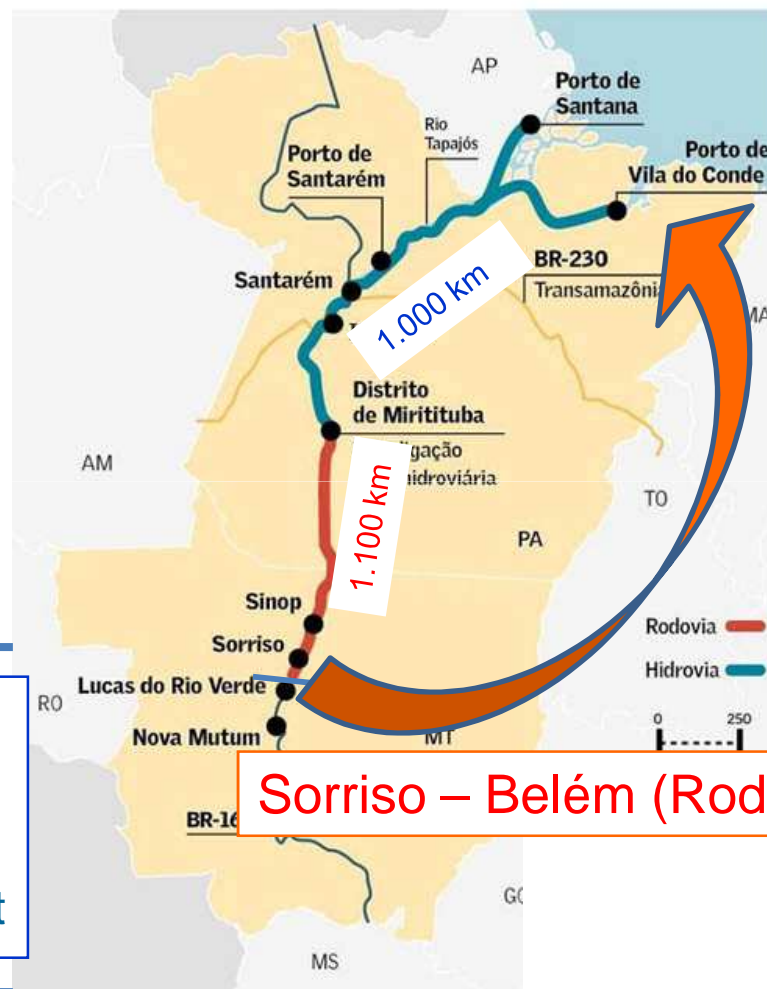 AP
Porto de
Santana
Rio
Tapajós
Porto de
Santarém
Porto de
Vila do Conde
BR-230
Santarém
1.000 km
Distrito
de Miritituba
gação
hidroviária
AM
1.100 km
MA
TO
PA
Sinop
Sorriso
Rodovia
Lucas do Rio Verde
Hidrovia
RO
Nova Mutum
MT
0
250
Sorriso – Belém (Rod
BR-16
t
GO
MS